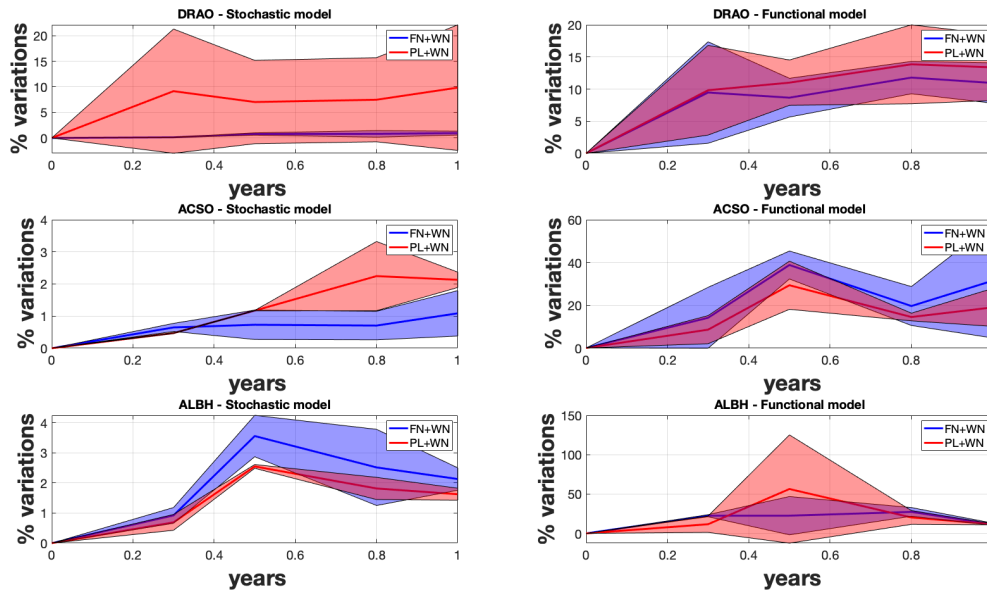 DRAO - Stochastic model
% variations
20
15
10
5
0
FN+WN
PL+WN
0 0.2 0.4 0.6 0.8 1
years
DRAO - Functional model
% variations
20
15
10
5
0
FN+WN
PL+WN
0 0.2 0.4 0.6 0.8
years
ACSO - Stochastic model
% variations
4
3
2
1
0
FN+WN
PL+WN
0 0.2 0.4 0.6 0.8 1
years
ACSO - Functional model
% variations
60
40
20
0
FN+WN
PL+WN
0 0.2 0.4 0.6 0.8
years
ALBH - Stochastic model
% variations
4
3
2
1
0
FN+WN
PL+WN
0 0.2 0.4 0.6 0.8 1
years
ALBH - Functional model
% variations
150
100
50
0
FN+WN
PL+WN
0 0.2 0.4 0.6 0.8
years